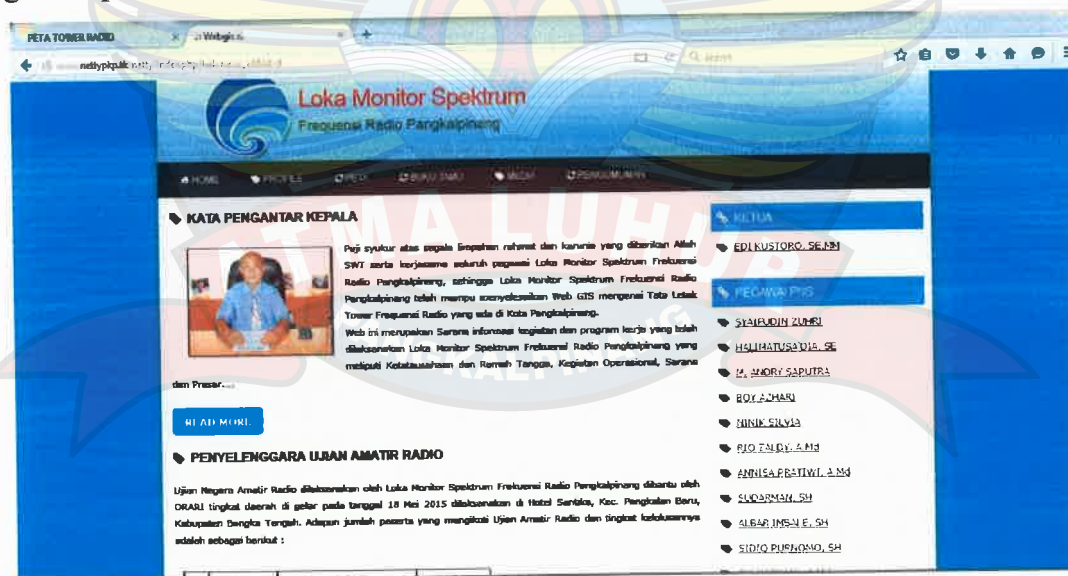 PETA TOWER RADIO
Loka Monitor Spektrum
Frequensi Radio Pangkalpinang
HOME PROFILE PETA BUKU TAMU PENGUMUMAN
KATA PENGANTAR KEPALA
Puji syukur atas segala limpahan rahmat dan karunia yang diberikan Allah
SWT serta kerjasama seluruh pegawai Loka Monitor Spektrum Frekuensi
Radio Pangkalpinang, sehingga Loka Monitor Spektrum Frekuensi Radio
Pangkalpinang telah mampu menyelesaikan Web GIS mengenai Tata Letak
Tower Frequensi Radio yang ada di Kota Pangkalpinang.
Web ini merupakan Sarana informasi kegiatan dan program kerja yang telah
dilaksanakan Loka Monitor Spektrum Frekuensi Radio Pangkalpinang yang
meliputi Ketatausahaan dan Rumah Tangga, Kegiatan Operasional, Sarana
dan Prasar....
READ MORE
PENYELENGGARA UJIAN AMATIR RADIO
Ujian Negara Amatir Radio dilaksanakan oleh Loka Monitor Spektrum Frekuensi Radio Pangkalpinang dibantu oleh
ORARI tingkat daerah di gelar pada tanggal 18 Mei 2015 dilaksanakan di Hotel Santika, Kec. Pangkalan Baru,
Kabupaten Bangka Tengah. Adapun jumlah peserta yang mengikuti Ujian Amatir Radio dan tingkat kelulusannya
adalah sebagai berikut :
KETUA
EDI KUSTORO, SE,MM
PEGAWAI PNS
SYAIFUDIN ZUHRI
HALIMATUSA'DIA, SE
M. ANDRY SAPUTRA
BOY AZHARI
NINIK SILVIA
RIO FAUDY, A.Md
ANNISA PRATIWI, A.Md
SUDARMAN, SH
SIDIQ PURNOMO, SH
ATMA LUHUR
PANGKALPINANG